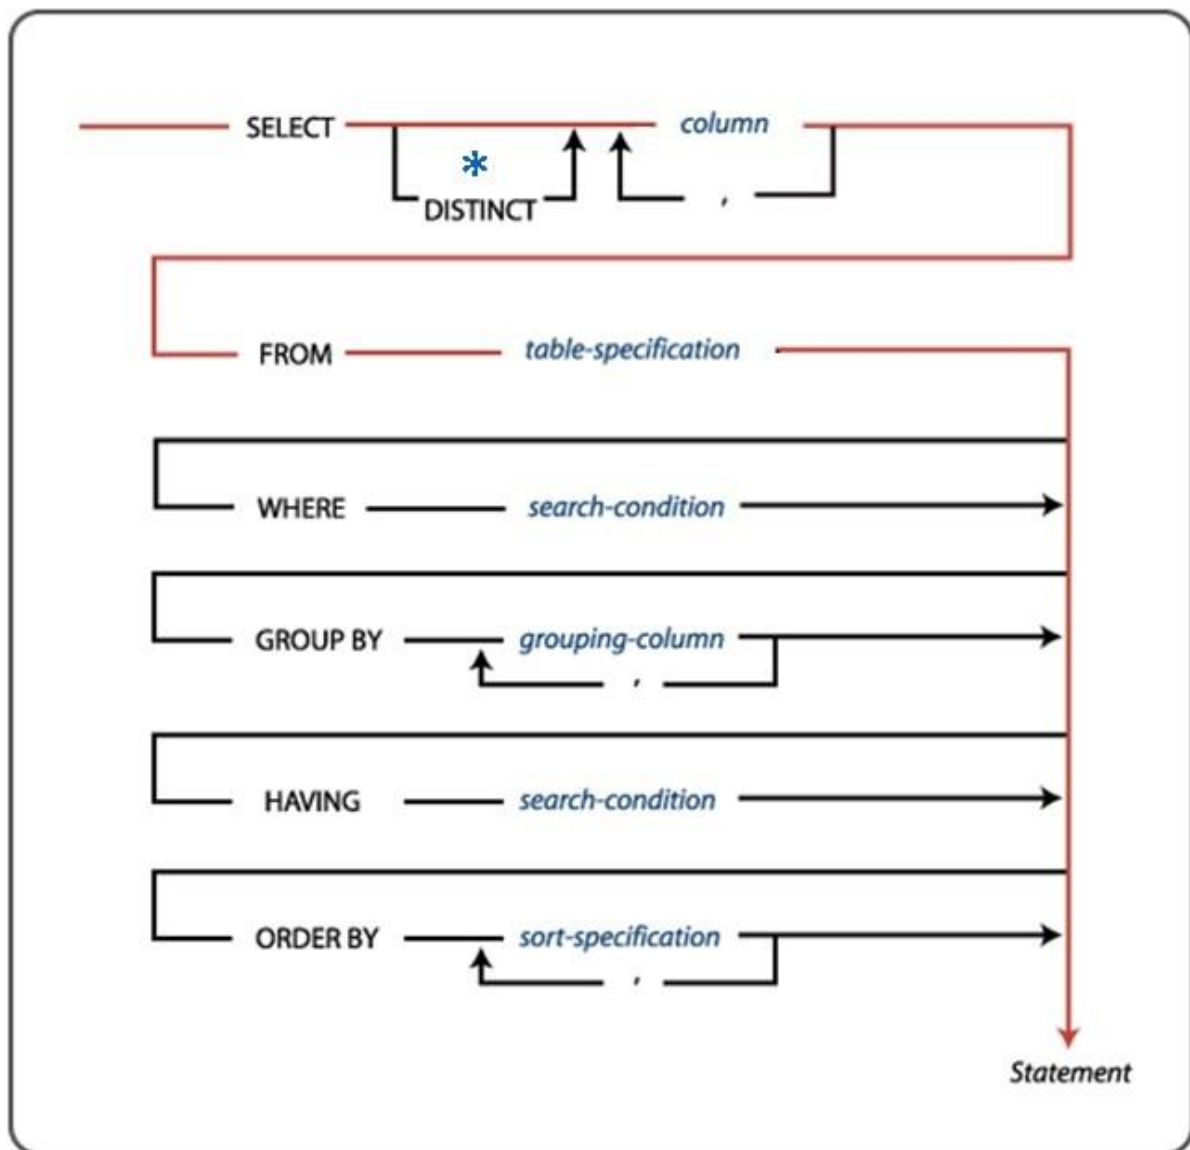 SELECT column
*
DISTINCT ,
FROM table-specification
WHERE search-condition
GROUP BY grouping-column
,
HAVING search-condition
ORDER BY sort-specification
,
Statement